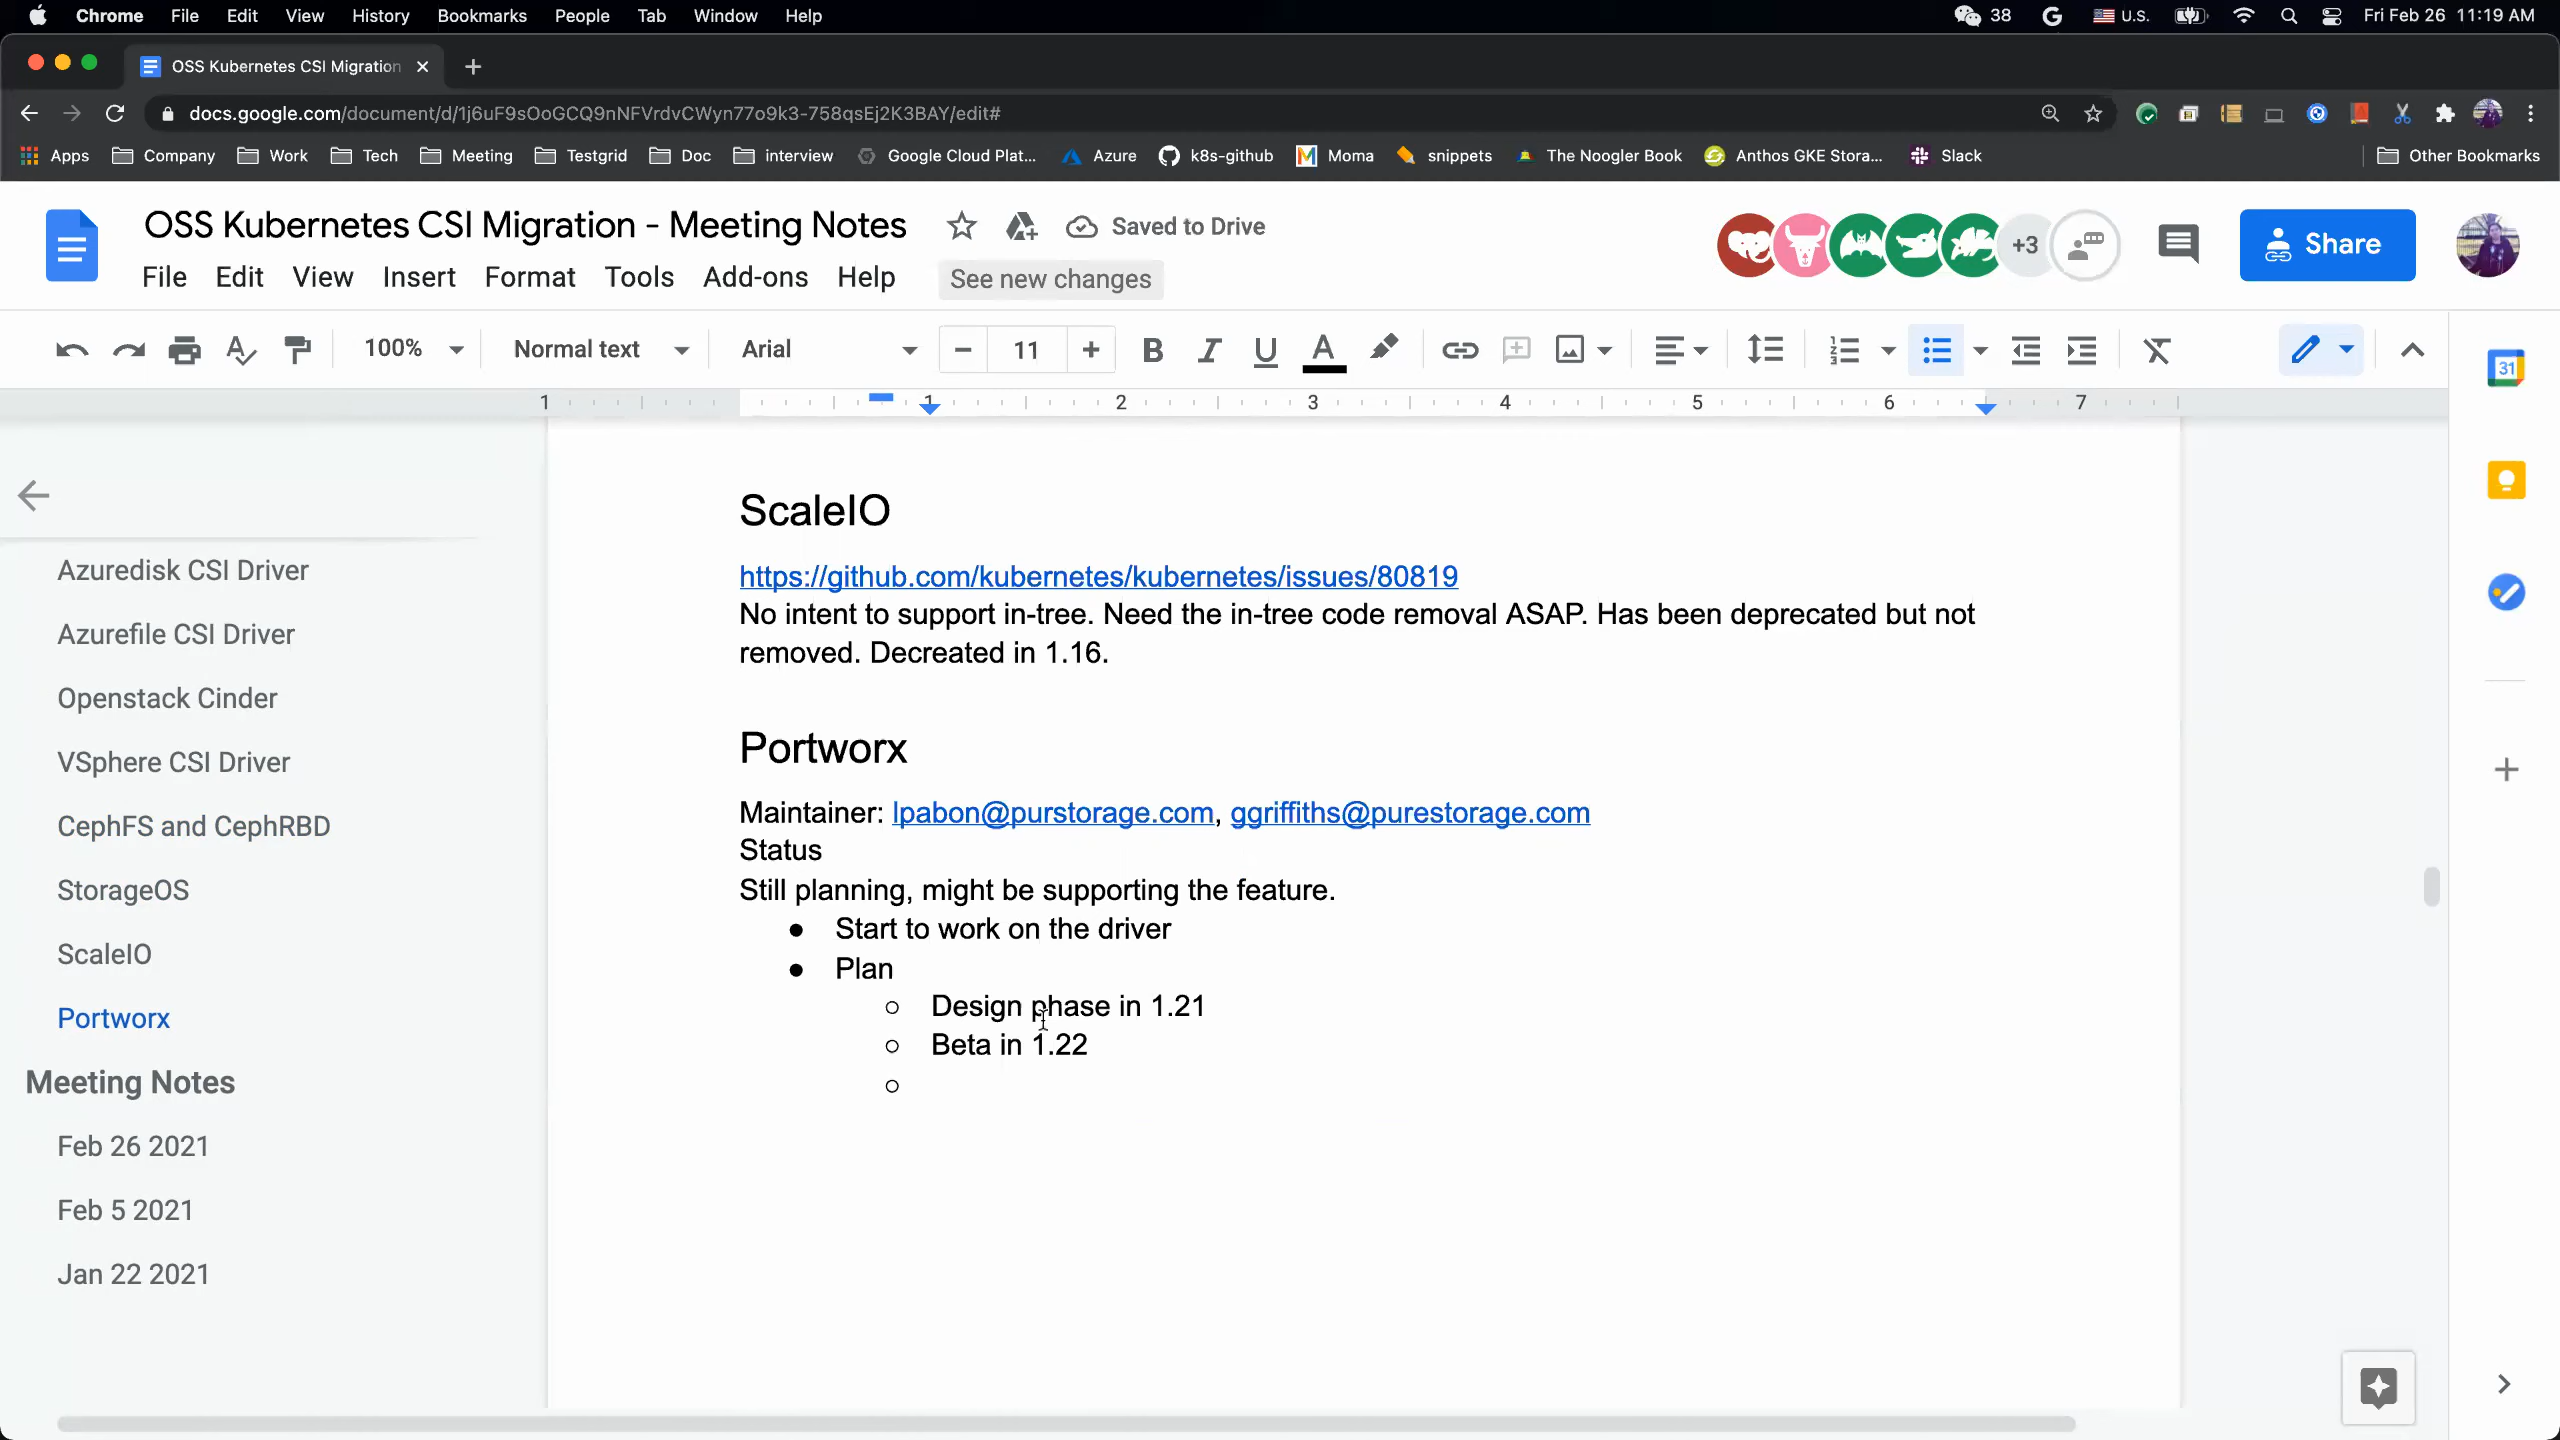 Chrome File Edit View History Bookmarks People Tab Window Help 38 U.S. Fri Feb 26 11:19 AM
OSS Kubernetes CSI Migration
docs.google.com/document/d/1j6uF9sOoGCQ9nNFVrdvCWyn77o9k3-758qsEj2K3BAY/edit#
Apps Company Work Tech Meeting Testgrid Doc interview Google Cloud Plat... Azure k8s-github Moma snippets The Noogler Book Anthos GKE Stora... Slack Other Bookmarks
OSS Kubernetes CSI Migration - Meeting Notes Saved to Drive
+3 Share
File Edit View Insert Format Tools Add-ons Help See new changes
100% Normal text Arial 11 B I U A
31
1 1 2 3 4 5 6 7
Azuredisk CSI Driver
Azurefile CSI Driver
Openstack Cinder
VSphere CSI Driver
CephFS and CephRBD
StorageOS
ScaleIO
Portworx
Meeting Notes
Feb 26 2021
Feb 5 2021
Jan 22 2021
ScaleIO
https://github.com/kubernetes/kubernetes/issues/80819
No intent to support in-tree. Need the in-tree code removal ASAP. Has been deprecated but not
removed. Decreated in 1.16.
Portworx
Maintainer: lpabon@purstorage.com, ggriffiths@purestorage.com
Status
Still planning, might be supporting the feature.
● Start to work on the driver
● Plan
○ Design phase in 1.21
○ Beta in 1.22
○